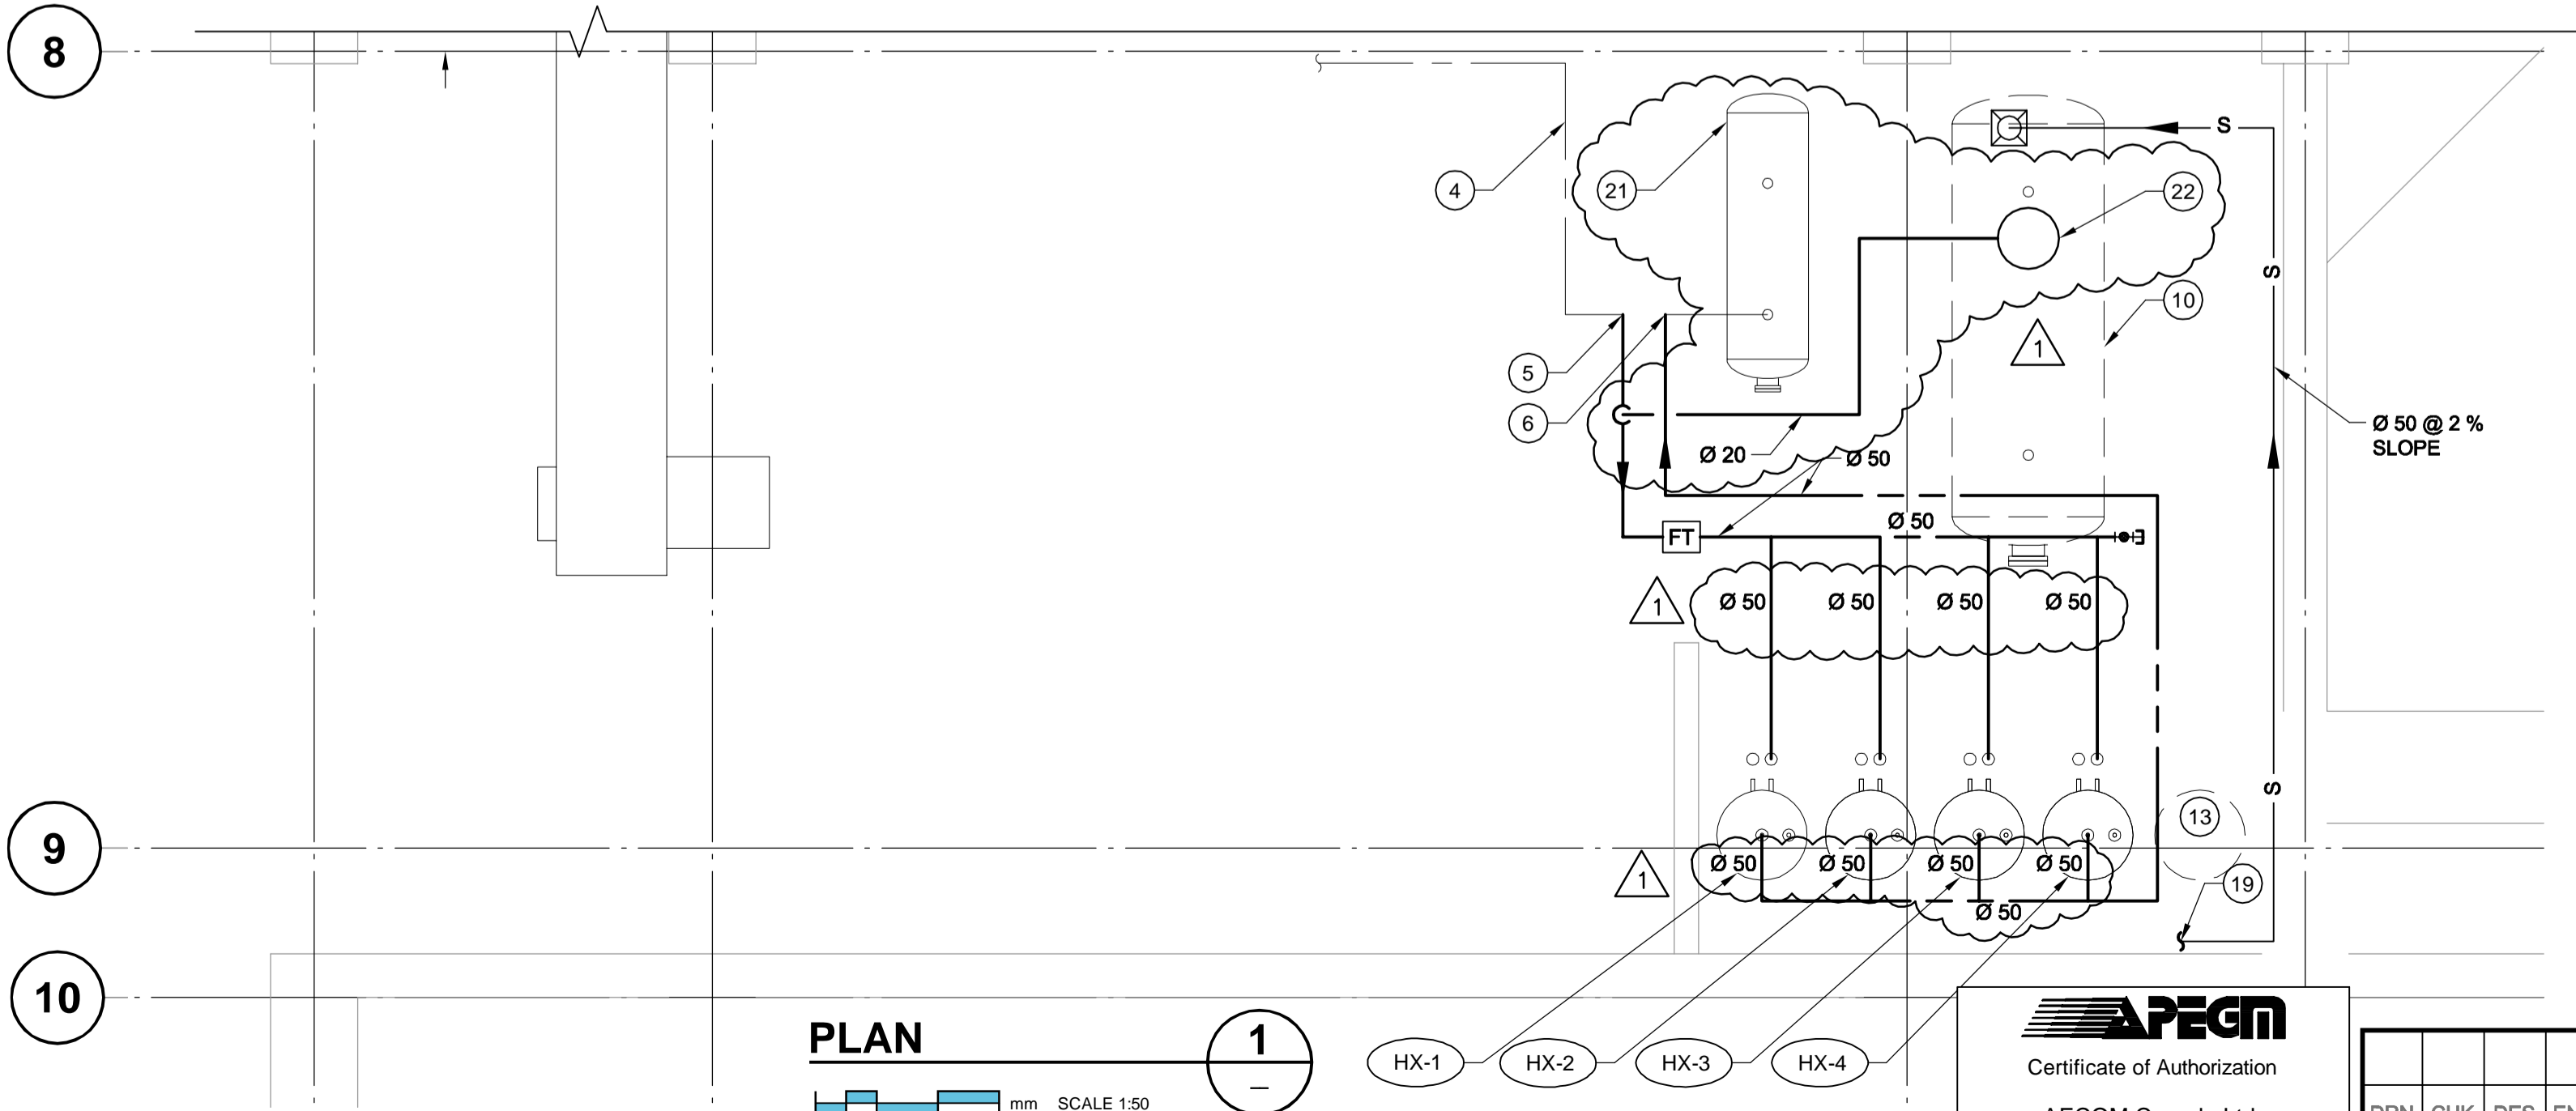 8
S
4
21
22
S
10
1
5
6
Ø 50 @ 2 %
SLOPE
Ø 20
Ø 50
Ø 50
FT
1
Ø 50
Ø 50
Ø 50
Ø 50
S
13
9
Ø 50
Ø 50
Ø 50
Ø 50
1
19
Ø 50
10
PLAN
1
–
mm SCALE 1:50
HX-1
HX-2
HX-3
HX-4
APEGM
Certificate of Authorization